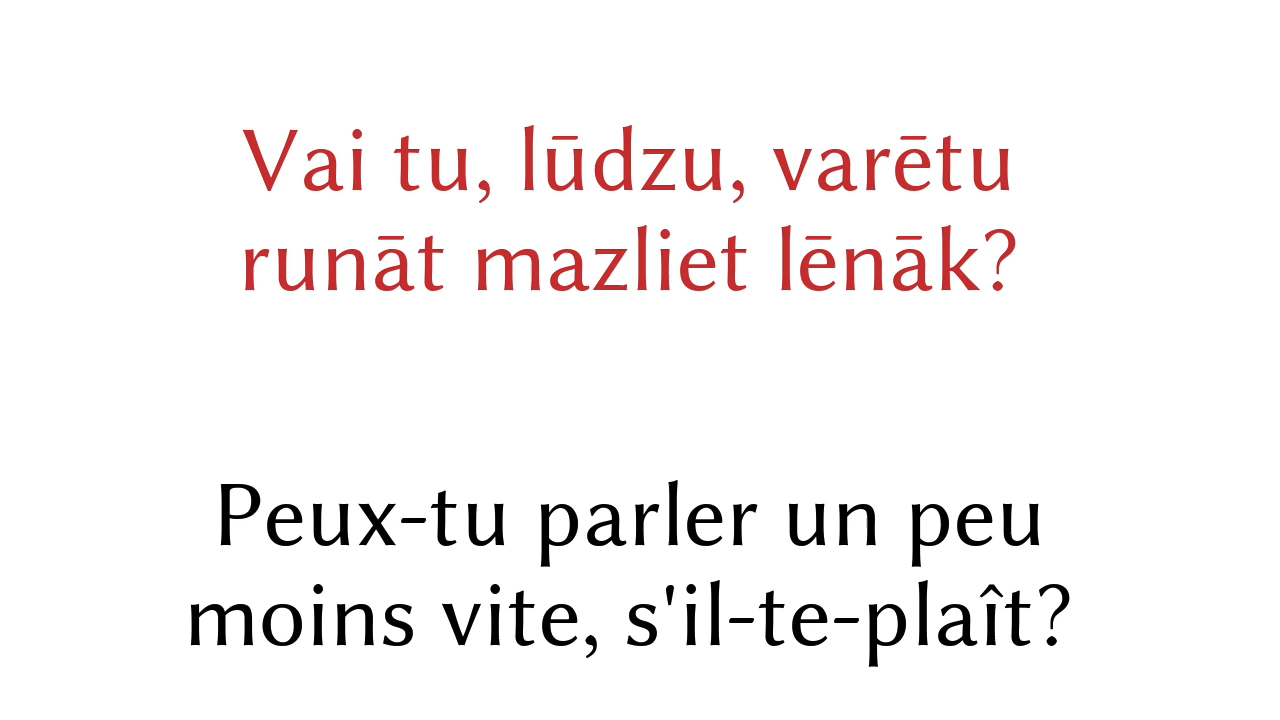 Vai tu, lūdzu, varētu
runāt mazliet lēnāk?
Peux-tu parler un peu
moins vite, s'il-te-plaît?